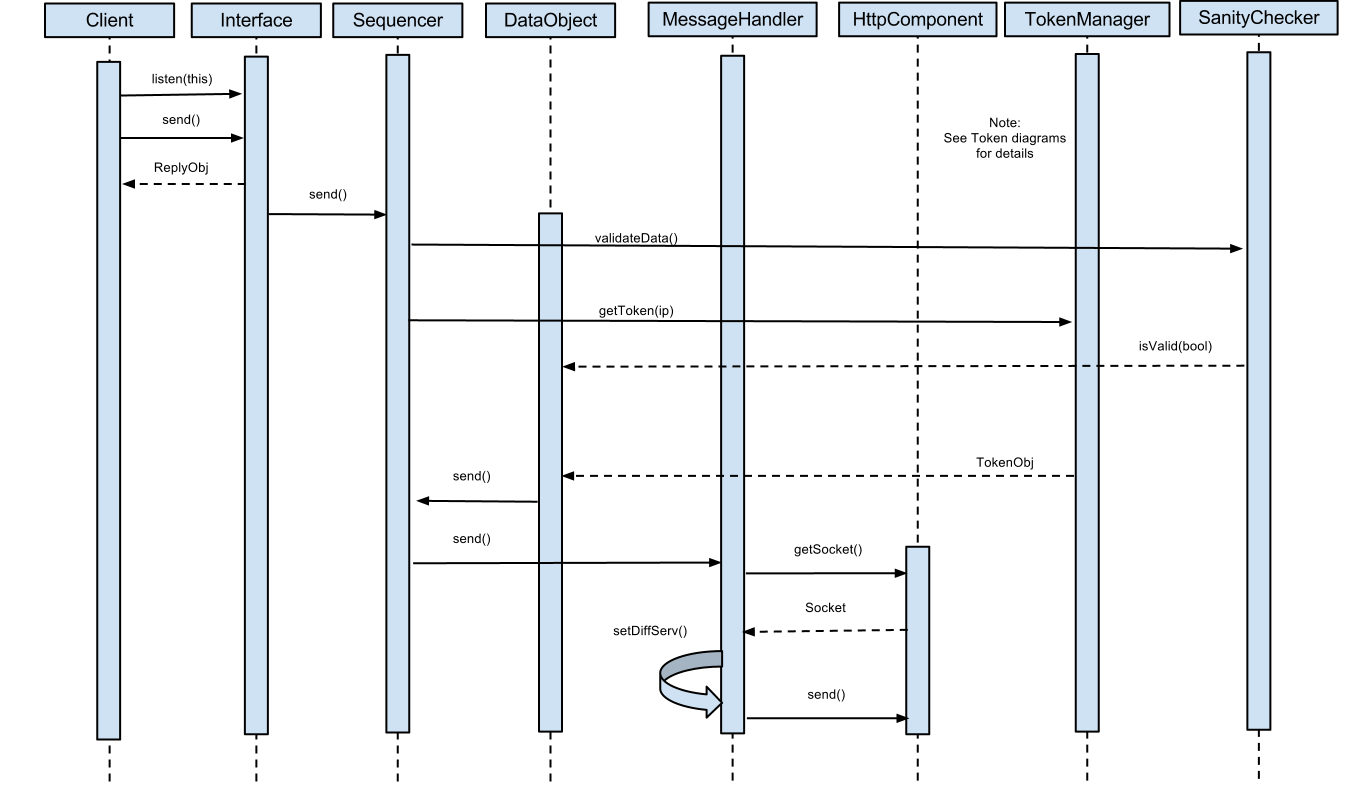 Client
Interface
Sequencer
DataObject
MessageHandler
HttpComponent
TokenManager
SanityChecker
listen(this)
send()
Note:
See Token diagrams
for details
ReplyObj
send()
validateData()
getToken(ip)
isValid(bool)
TokenObj
send()
send()
getSocket()
Socket
setDiffServ()
send()